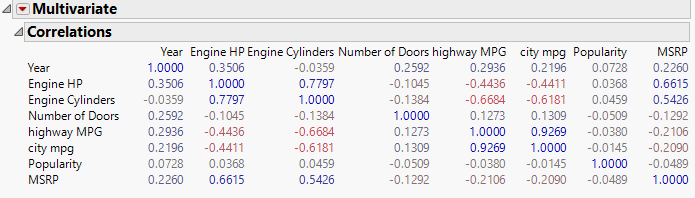 Multivariate
Correlations
Year Engine HP Engine Cylinders Number of Doors highway MPG city mpg Popularity MSRP
Year 1.0000 0.3506 -0.0359 0.2592 0.2936 0.2196 0.0728 0.2260
Engine HP 0.3506 1.0000 0.7797 -0.1045 -0.4436 -0.4411 0.0368 0.6615
Engine Cylinders -0.0359 0.7797 1.0000 -0.1384 -0.6684 -0.6181 0.0459 0.5426
Number of Doors 0.2592 -0.1045 -0.1384 1.0000 0.1273 0.1309 -0.0509 -0.1292
highway MPG 0.2936 -0.4436 -0.6684 0.1273 1.0000 0.9269 -0.0380 -0.2106
city mpg 0.2196 -0.4411 -0.6181 0.1309 0.9269 1.0000 -0.0145 -0.2090
Popularity 0.0728 0.0368 0.0459 -0.0509 -0.0380 -0.0145 1.0000 -0.0489
MSRP 0.2260 0.6615 0.5426 -0.1292 -0.2106 -0.2090 -0.0489 1.0000